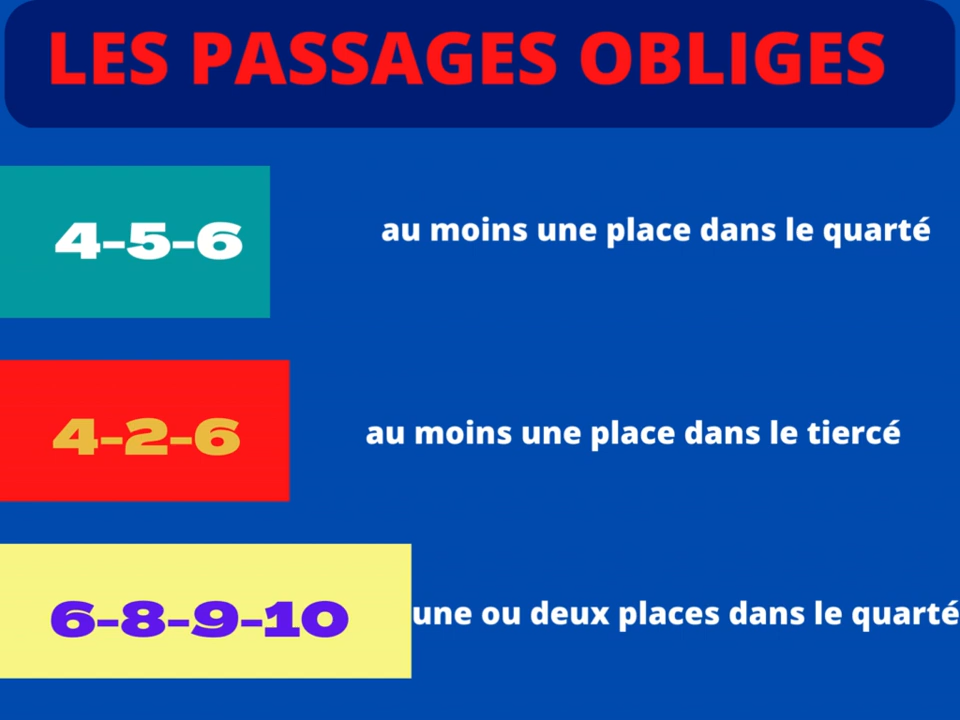 LES PASSAGES OBLIGES
4-5-6
au moins une place dans le quarté
4-2-6
au moins une place dans le tiercé
6-8-9-10
une ou deux places dans le quarté